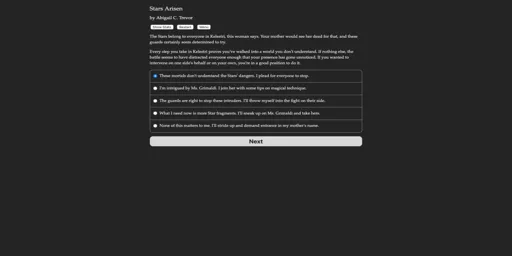 Stars Arisen
by Abigail C. Trevor
Show Stats Restart Menu
The Stars belong to everyone in Kelastri, this woman says. Your mother would see her dead for that, and these
guards certainly seem determined to try.
Every step you take in Kelastri proves you've walked into a world you don't understand. If nothing else, the
battle seems to have distracted everyone enough that your presence has gone unnoticed. If you wanted to
intervene on one side's behalf or on your own, you're in a good position to do it.
These mortals don't understand the Stars' dangers. I plead for everyone to stop.
I'm intrigued by Ms. Grimaldi. I join her with some tips on magical technique.
The guards are right to stop these intruders. I'll throw myself into the fight on their side.
What I need now is more Star fragments. I'll sneak up on Ms. Grimaldi and take hers.
None of this matters to me. I'll stride up and demand entrance in my mother's name.
Next